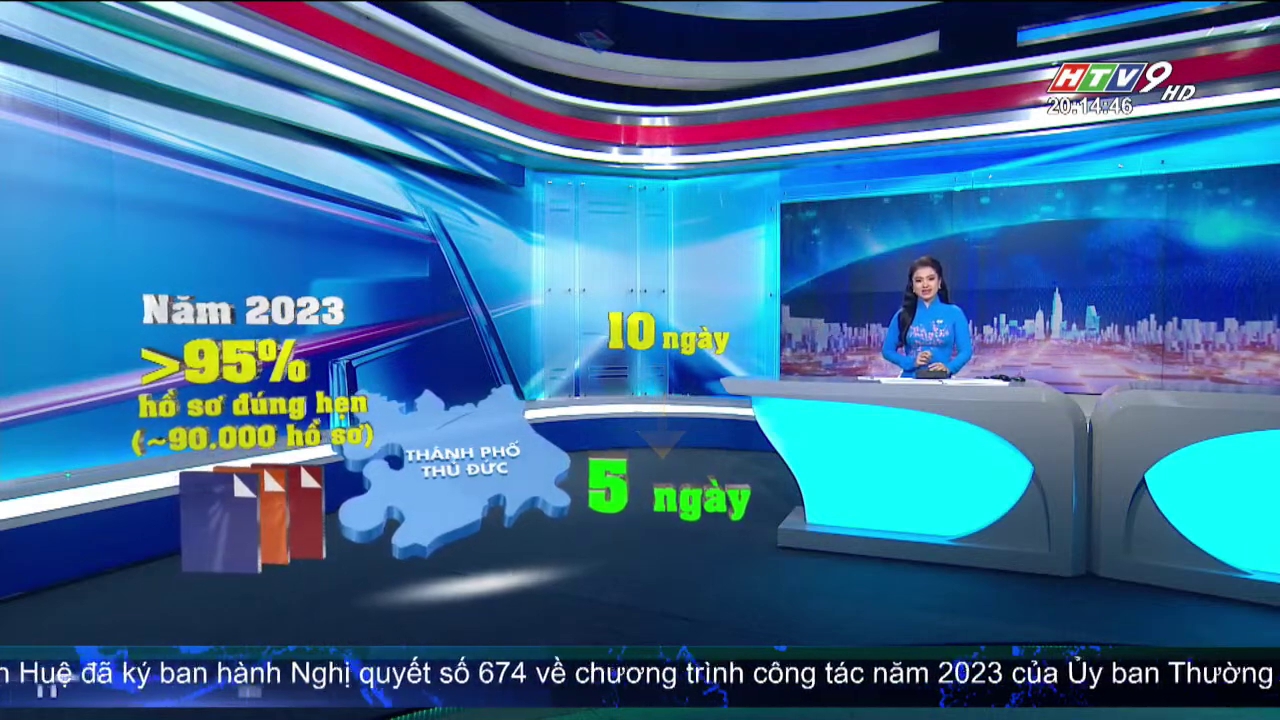 HTV9 HD
20:14:46
Năm 2023
>95%
hồ sơ đúng hẹn
(~90.000 hồ sơ)
THÀNH PHỐ
THỦ ĐỨC
10 ngày
5 ngày
Huệ đã ký ban hành Nghị quyết số 674 về chương trình công tác năm 2023 của Ủy ban Thường